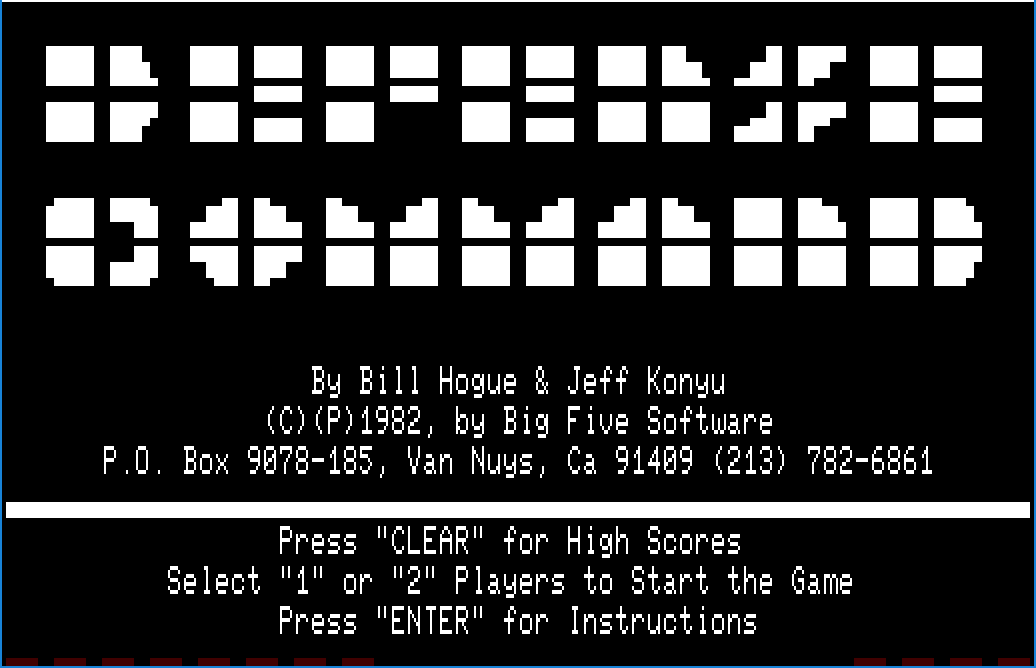 DEFENSE
COMMAND
By Bill Hogue & Jeff Konyu
(C)(P)1982, by Big Five Software
P.O. Box 9078-185, Van Nuys, Ca 91409 (213) 782-6861
Press "CLEAR" for High Scores
Select "1" or "2" Players to Start the Game
Press "ENTER" for Instructions